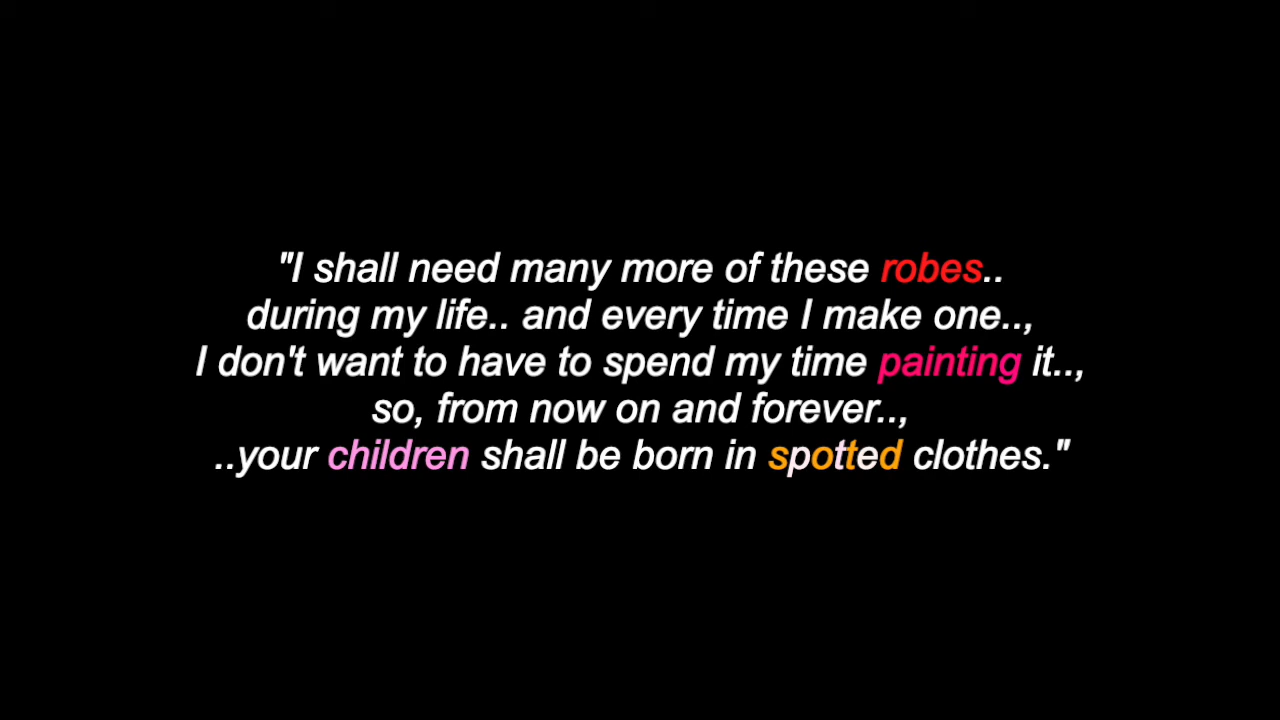 "I shall need many more of these robes..
during my life.. and every time I make one..,
I don't want to have to spend my time painting it..,
so, from now on and forever..,
..your children shall be born in spotted clothes."